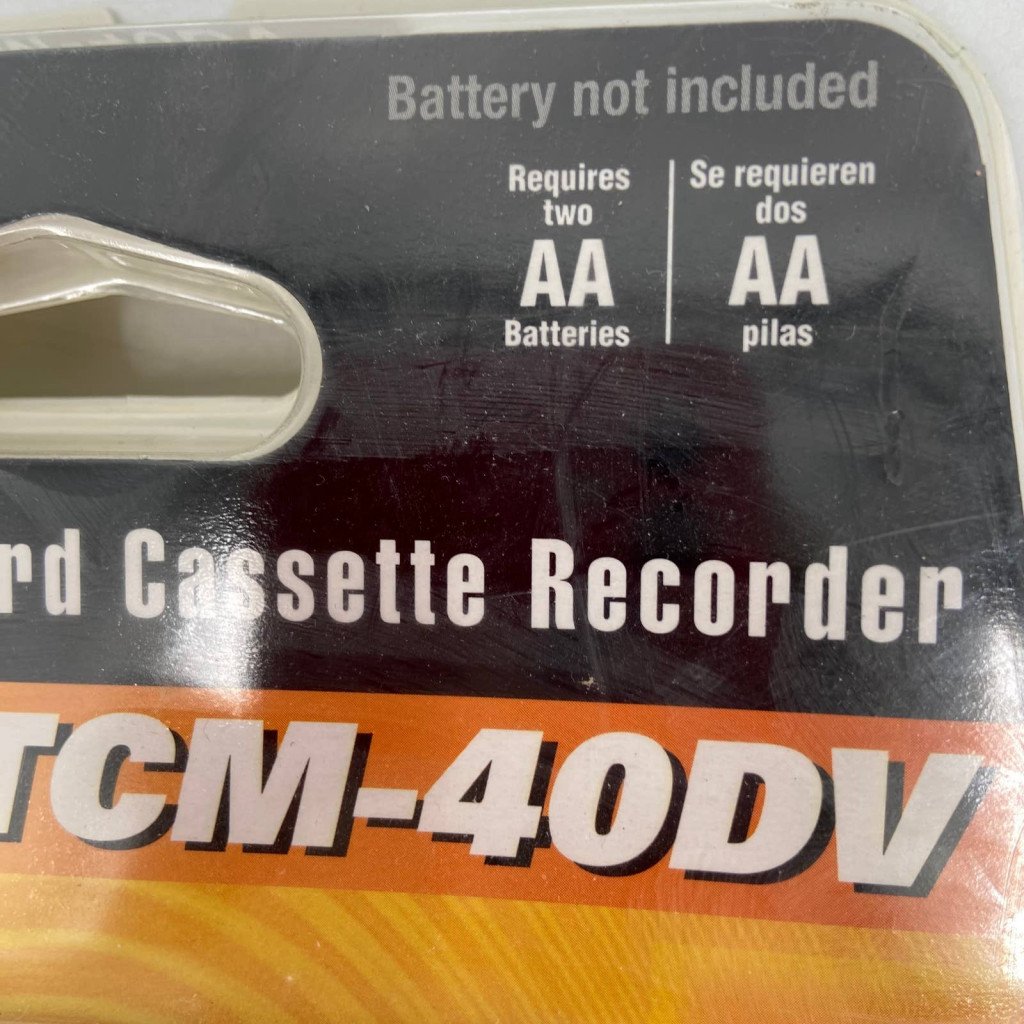 Battery not included
Requires
two
AA
Batteries
Se requieren
dos
AA
pilas
rd Cassette Recorder
TCM-40DV